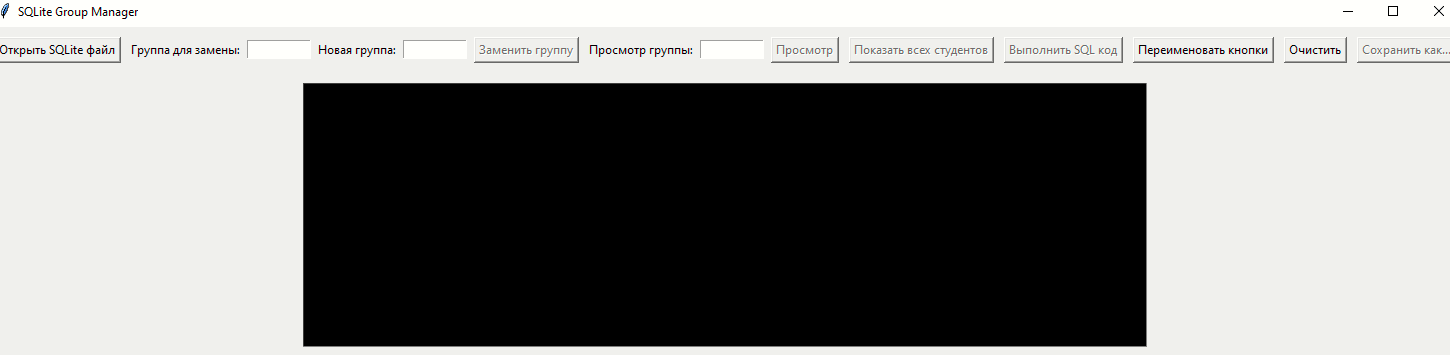 SQLite Group Manager
Открыть SQLite файл Группа для замены: Новая группа: Заменить группу Просмотр группы: Просмотр Показать всех студентов Выполнить SQL код Переименовать кнопки Очистить Сохранить как...